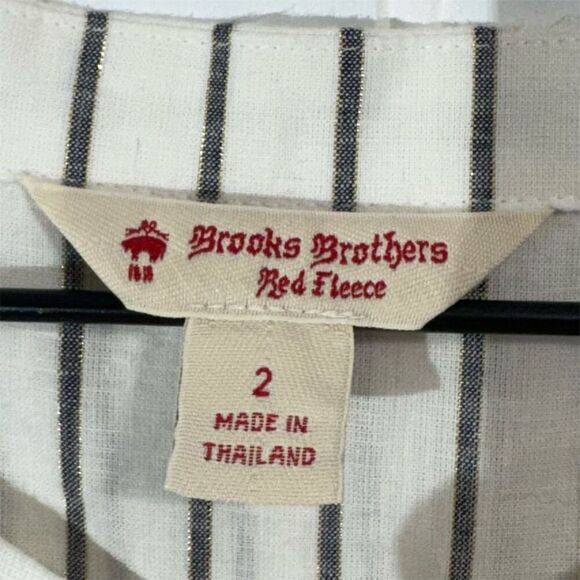 Brooks Brothers
Red Fleece
2
MADE IN
THAILAND